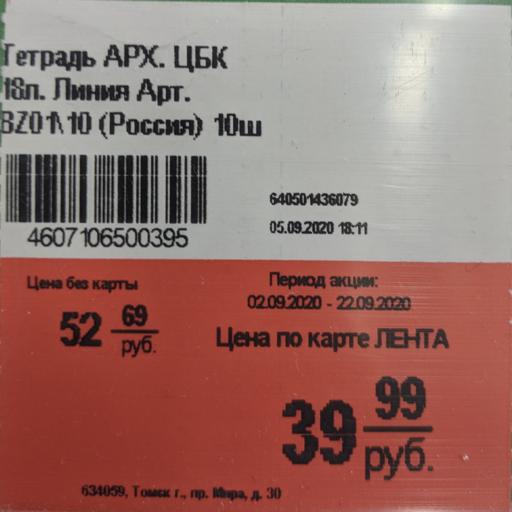 Тетрадь АРХ. ЦБК
18л. Линия Арт.
8Z01\10 (Россия) 10ш
4607106500395
640501436079
05.09.2020 18:11
Цена без карты
52 69 руб.
Период акции:
02.09.2020 - 22.09.2020
Цена по карте ЛЕНТА
39 99 руб.
634059, Томск г., пр. Мира, д. 30